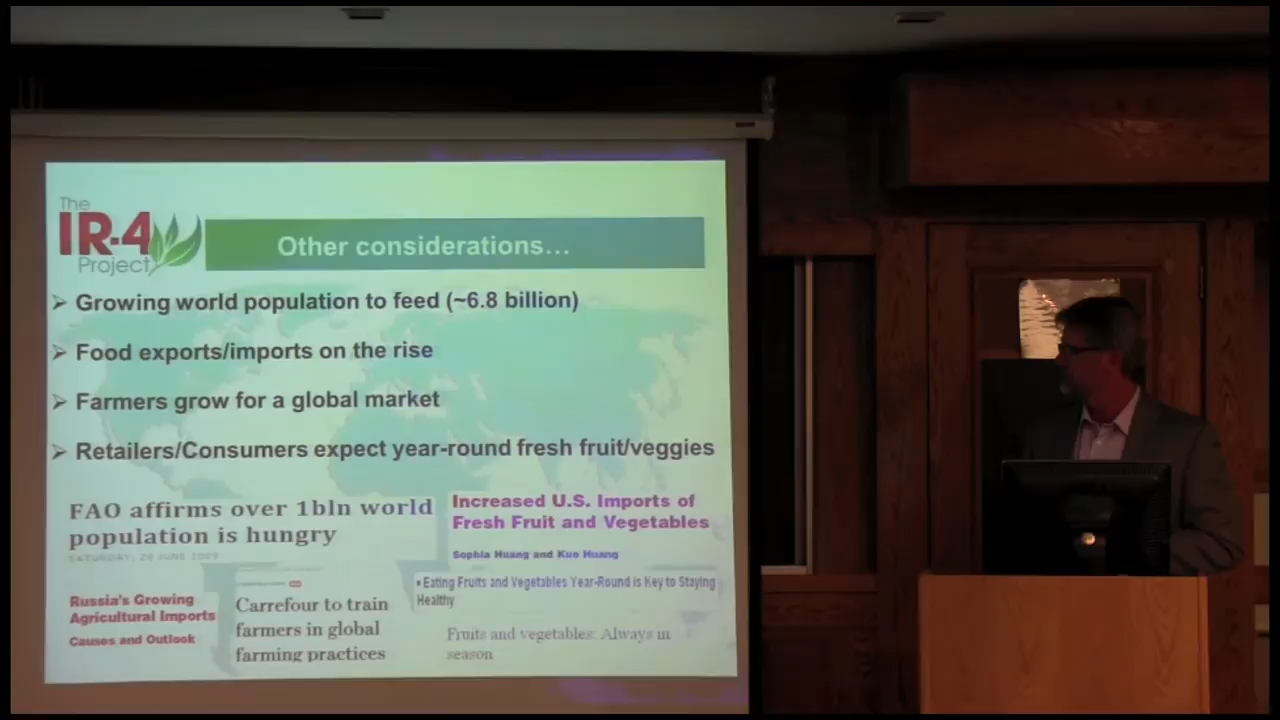 The
IR-4
Project
Other considerations…
➢ Growing world population to feed (~6.8 billion)
➢ Food exports/imports on the rise
➢ Farmers grow for a global market
➢ Retailers/Consumers expect year-round fresh fruit/veggies
FAO affirms over 1bln world
population is hungry
SATURDAY, 20 JUNE 2009
Increased U.S. Imports of
Fresh Fruit and Vegetables
Sophia Huang and Kuo Huang
Russia's Growing
Agricultural Imports
Causes and Outlook
Carrefour to train
farmers in global
farming practices
• Eating Fruits and Vegetables Year-Round is Key to Staying
Healthy
Fruits and vegetables: Always in
season